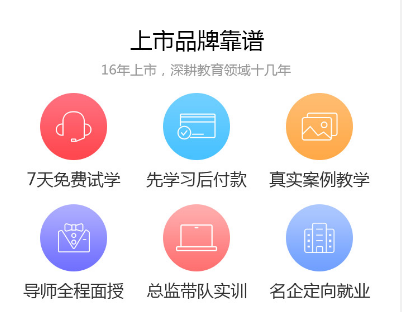 上市品牌靠谱
16年上市，深耕教育领域十几年
7天免费试学 先学习后付款 真实案例教学
导师全程面授 总监带队实训 名企定向就业